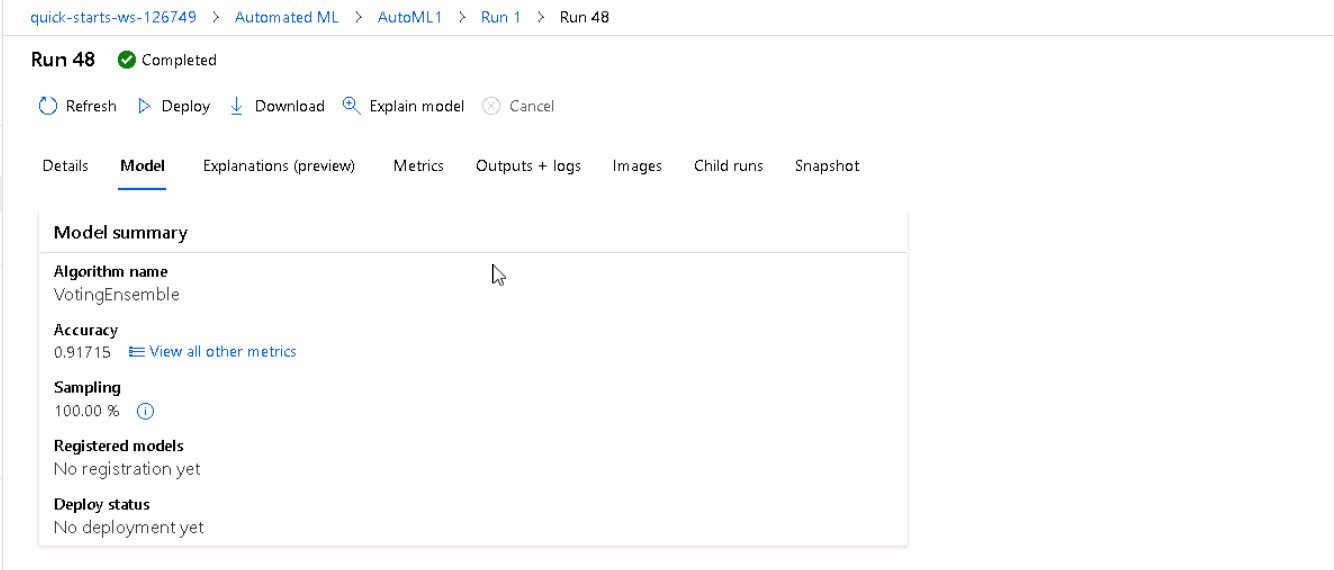 quick-starts-ws-126749 > Automated ML > AutoML1 > Run 1 > Run 48
Run 48 Completed
Refresh Deploy Download Explain model Cancel
Details Model Explanations (preview) Metrics Outputs + logs Images Child runs Snapshot
Model summary
Algorithm name
VotingEnsemble
Accuracy
0.91715 View all other metrics
Sampling
100.00 %
Registered models
No registration yet
Deploy status
No deployment yet